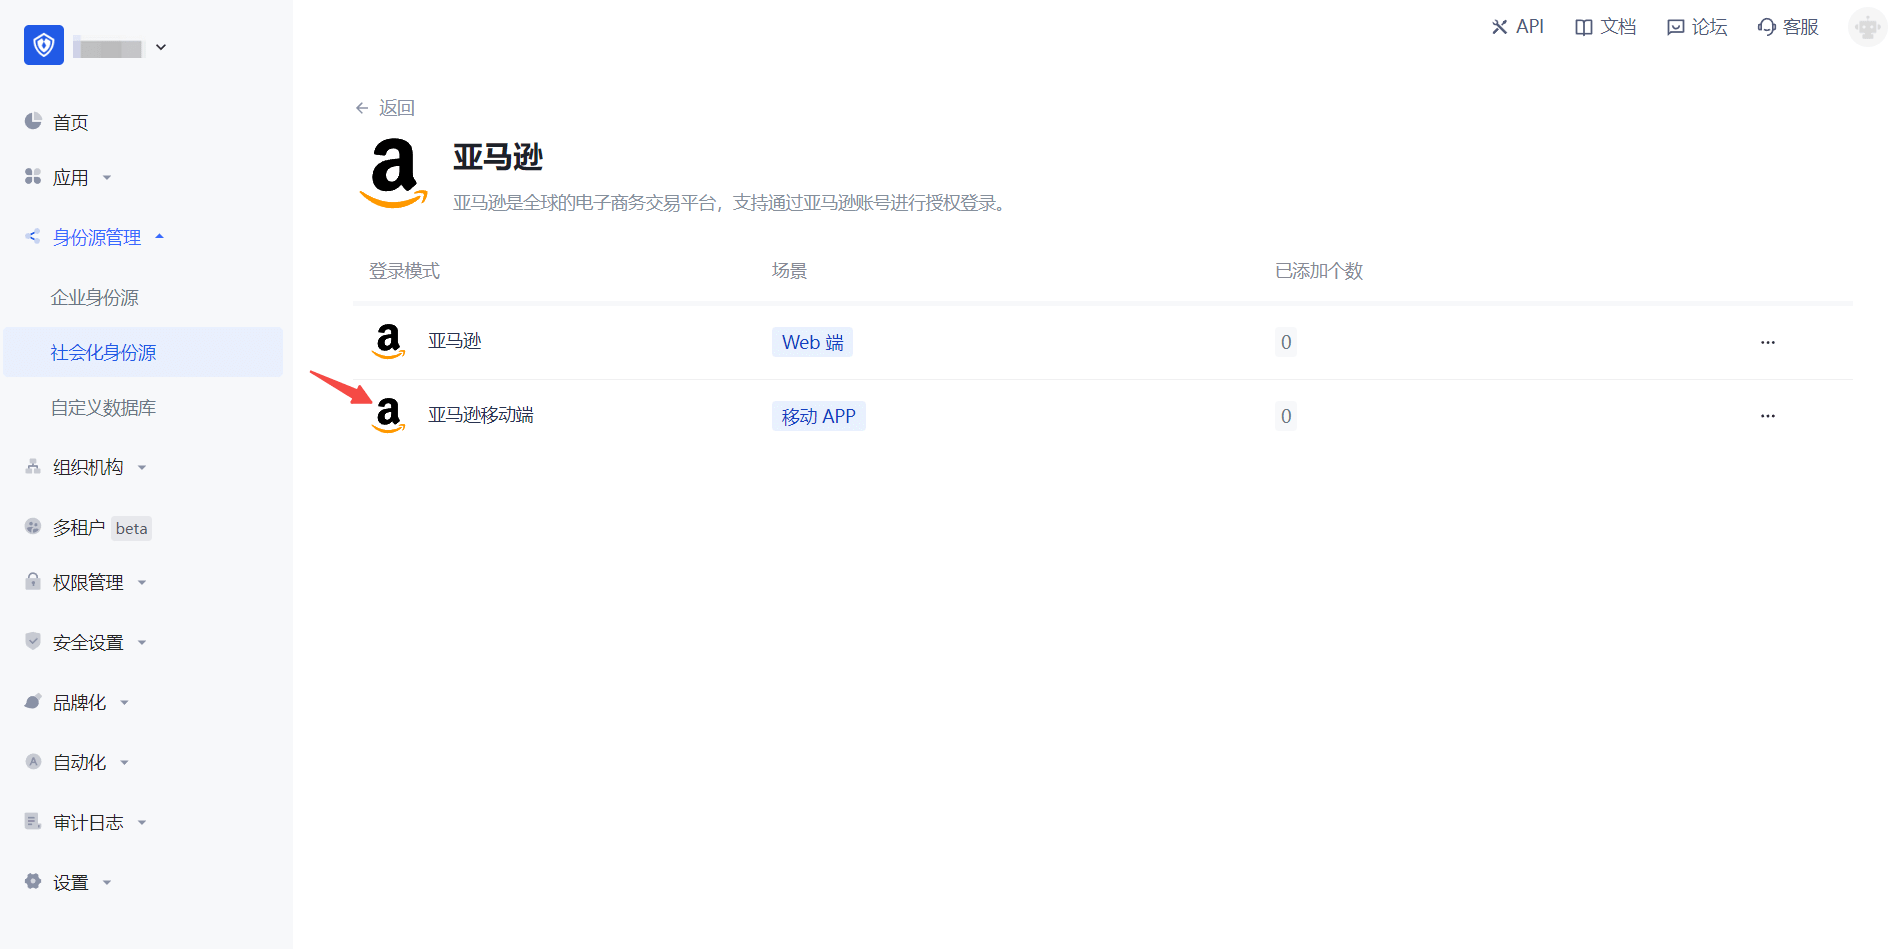 API
文档
论坛
客服
首页
应用
身份源管理
企业身份源
社会化身份源
自定义数据库
组织机构
多租户 beta
权限管理
安全设置
品牌化
自动化
审计日志
设置
返回
亚马逊
亚马逊是全球的电子商务交易平台，支持通过亚马逊账号进行授权登录。
登录模式 场景 已添加个数
亚马逊 Web 端 0 ···
亚马逊移动端 移动 APP 0 ···